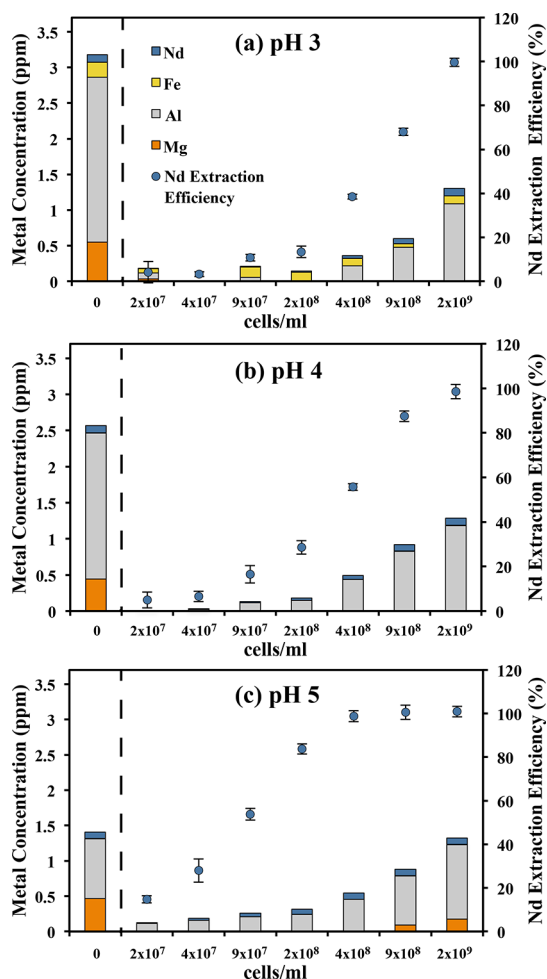 (a) pH 3
Metal Concentration (ppm)
3.5
3
2.5
2
1.5
1
0.5
0
Nd
Fe
Al
Mg
Nd Extraction
Efficiency
Nd Extraction Efficiency (%)
120
100
80
60
40
20
0
0 2x10⁷ 4x10⁷ 9x10⁷ 2x10⁸ 4x10⁸ 9x10⁸ 2x10⁹
cells/ml
(b) pH 4
Metal Concentration (ppm)
3.5
3
2.5
2
1.5
1
0.5
0
Nd Extraction Efficiency (%)
120
100
80
60
40
20
0
0 2x10⁷ 4x10⁷ 9x10⁷ 2x10⁸ 4x10⁸ 9x10⁸ 2x10⁹
cells/ml
(c) pH 5
Metal Concentration (ppm)
3.5
3
2.5
2
1.5
1
0.5
0
Nd Extraction Efficiency (%)
120
100
80
60
40
20
0
0 2x10⁷ 4x10⁷ 9x10⁷ 2x10⁸ 4x10⁸ 9x10⁸ 2x10⁹
cells/ml